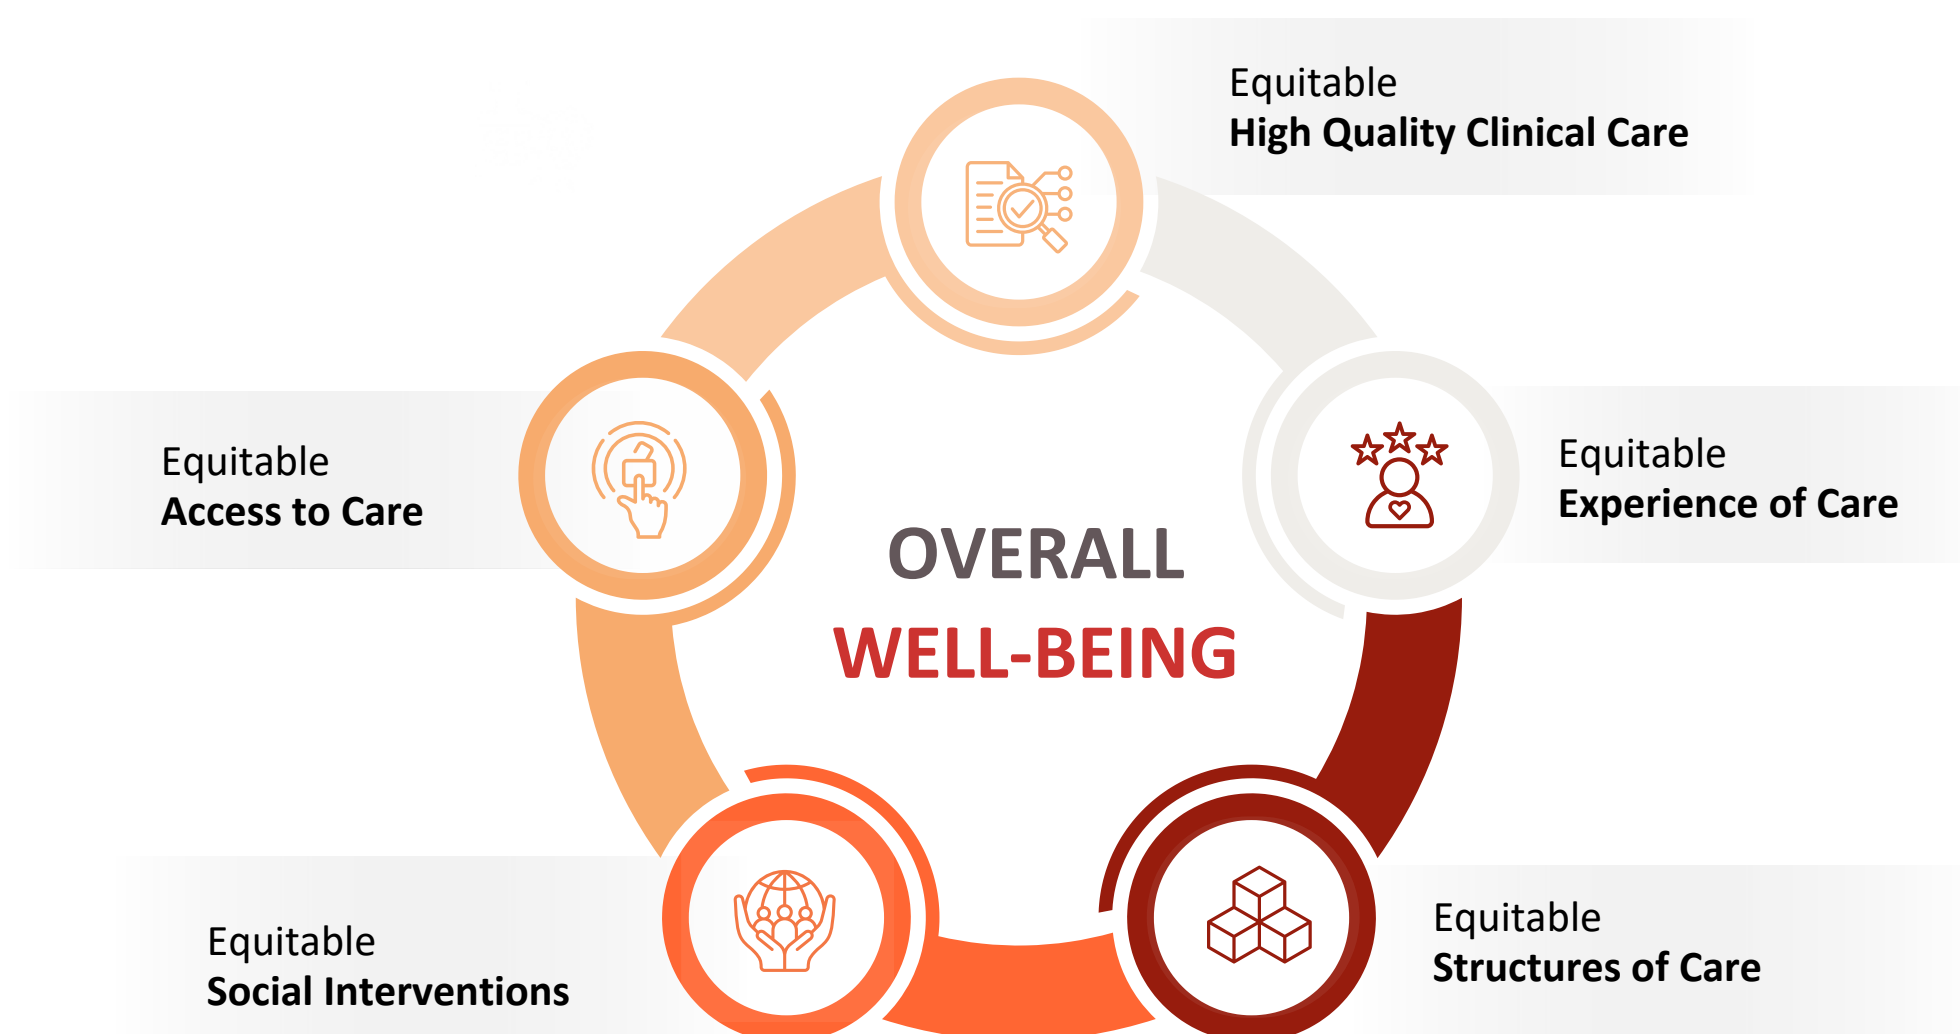 Equitable
High Quality Clinical Care
Equitable
Access to Care
Equitable
Experience of Care
OVERALL
WELL-BEING
Equitable
Social Interventions
Equitable
Structures of Care